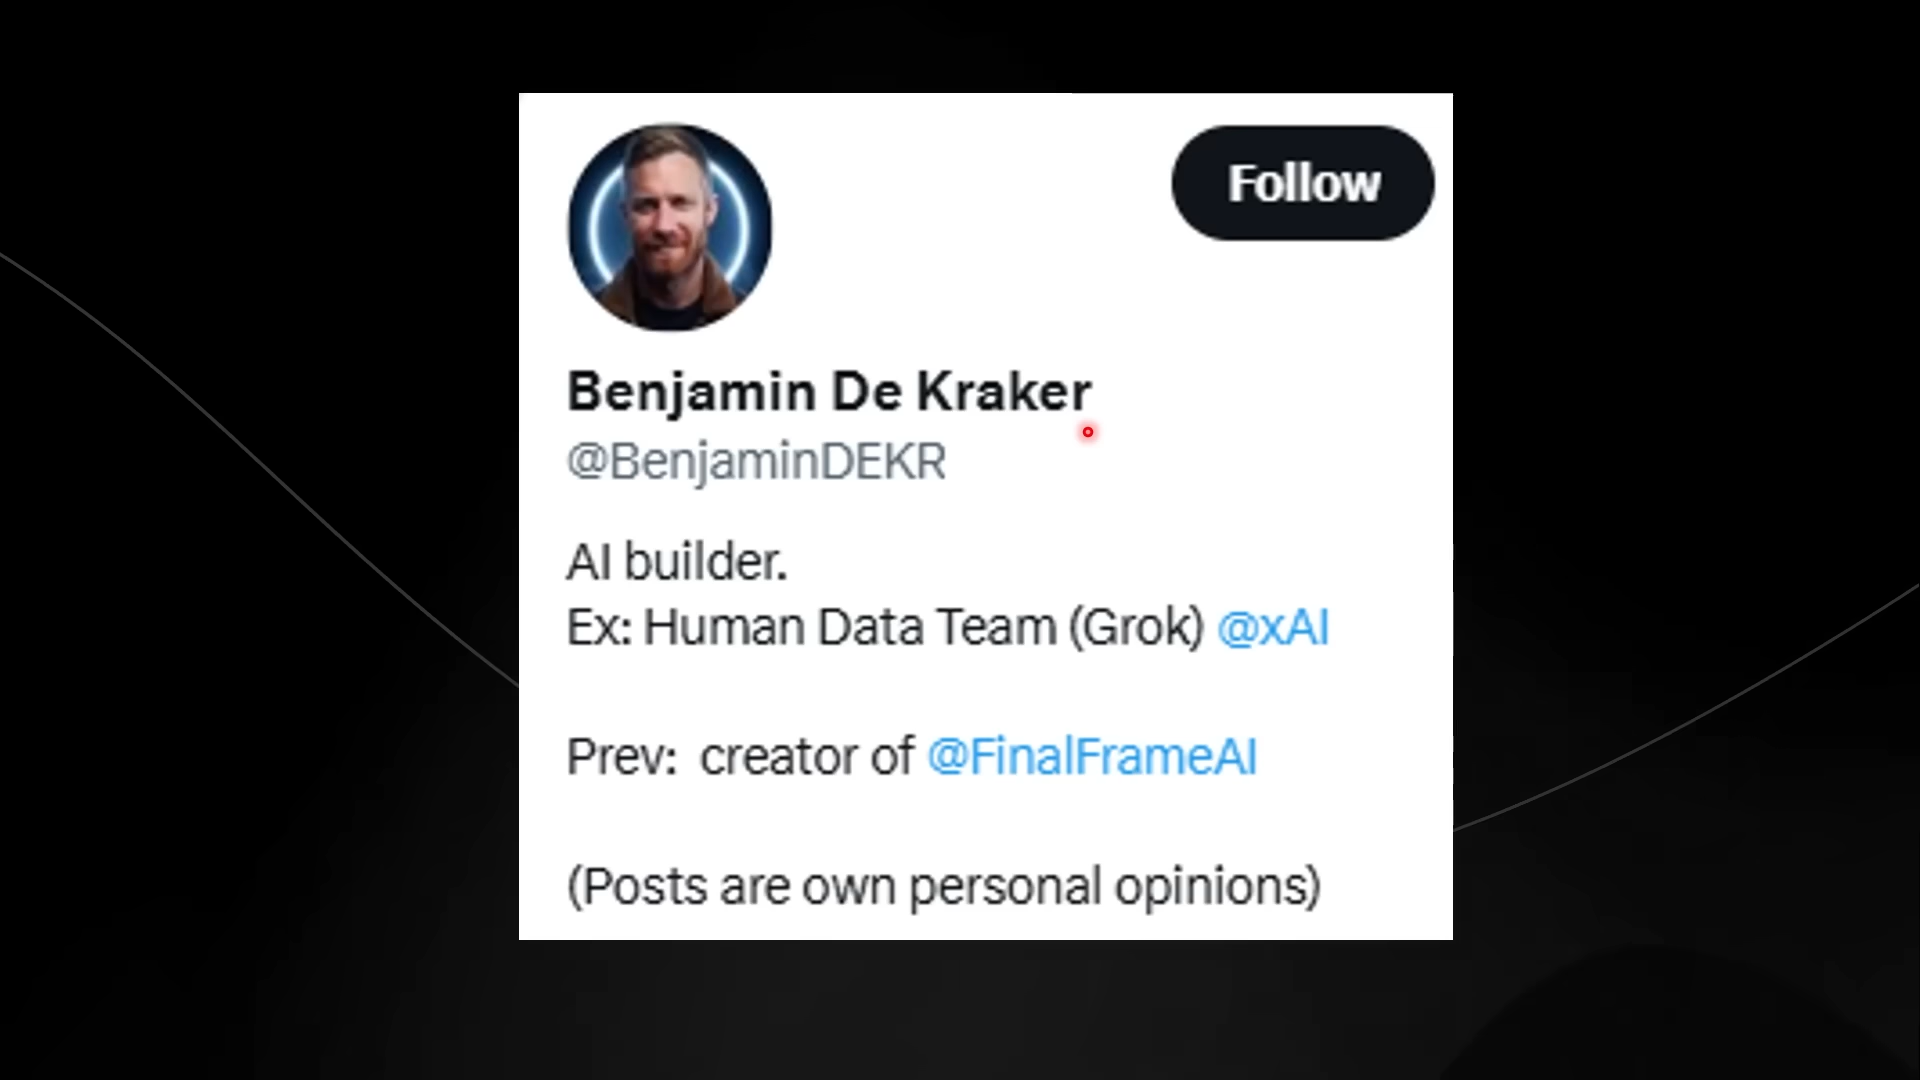 Follow
Benjamin De Kraker
@BenjaminDEKR
AI builder.
Ex: Human Data Team (Grok) @xAI
Prev: creator of @FinalFrameAI
(Posts are own personal opinions)